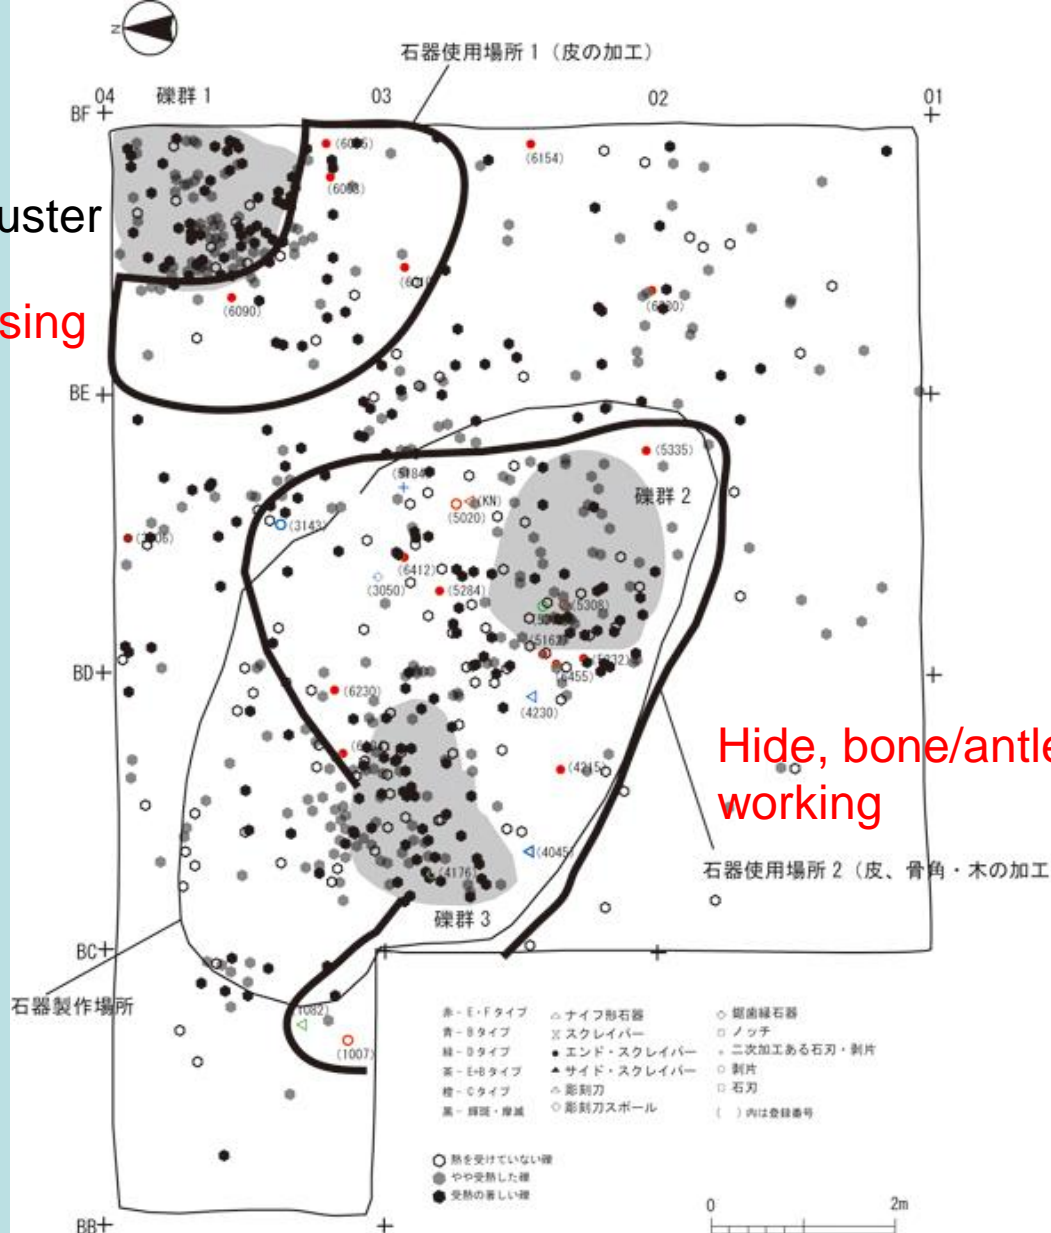 N
石器使用場所1（皮の加工）
04
礫群1
03
02
01
BF
(6154)
uster
(6090)
sing
BE
(5335)
礫群2
(3143)
(KN)
(5020)
(6412)
(3050)
(5284)
(5308)
(6455)
BD
(6230)
(4230)
Hide, bone/antle
working
(4215)
(4045)
石器使用場所2（皮、骨角・木の加工
(4176)
礫群3
BC
石器製作場所
(1007)
赤－E・Fタイプ
青－Bタイプ
緑－Dタイプ
茶－E+Bタイプ
橙－Cタイプ
黒－輝斑・摩滅
ナイフ形石器
スクレイパー
エンド・スクレイパー
サイド・スクレイパー
彫刻刀
彫刻刀スポール
鋸歯縁石器
ノッチ
二次加工ある石刃・剥片
剥片
石刃
( )内は登録番号
熱を受けていない礫
やや受熱した礫
受熱の著しい礫
0 2m
BB